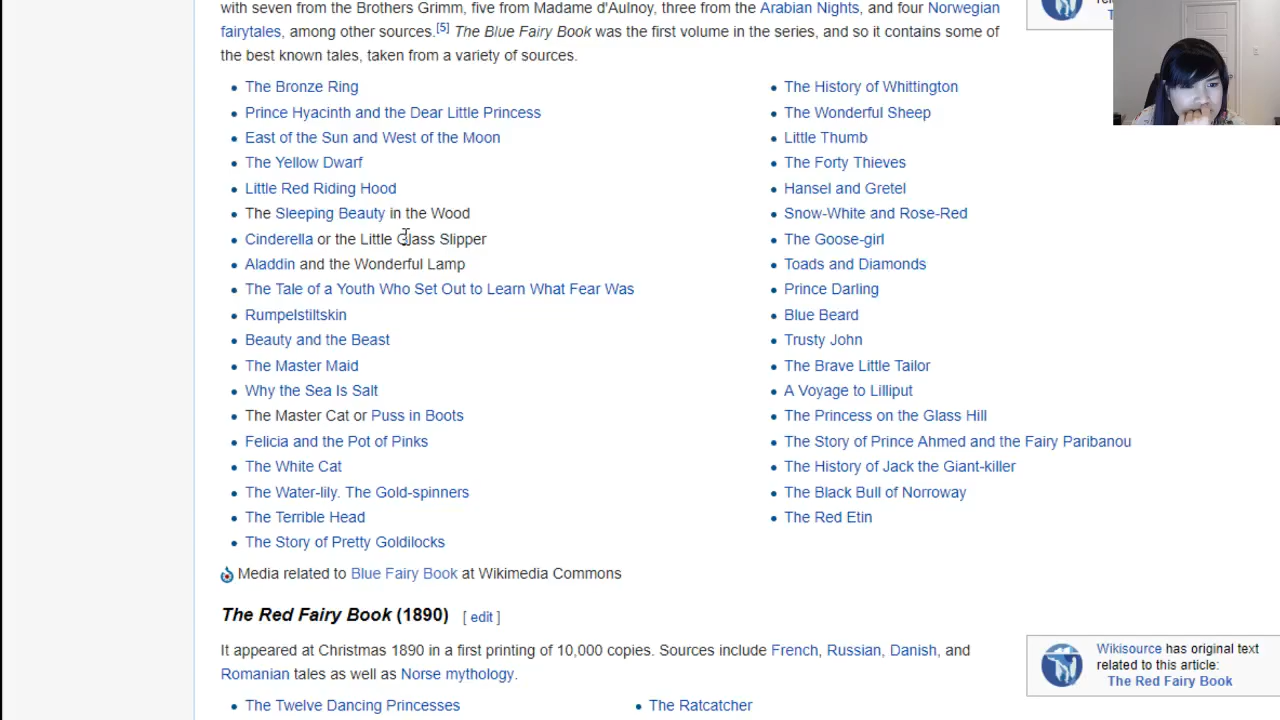 with seven from the Brothers Grimm, five from Madame d'Aulnoy, three from the Arabian Nights, and four Norwegian
fairytales, among other sources.[5] The Blue Fairy Book was the first volume in the series, and so it contains some of
the best known tales, taken from a variety of sources.
The Bronze Ring
Prince Hyacinth and the Dear Little Princess
East of the Sun and West of the Moon
The Yellow Dwarf
Little Red Riding Hood
The Sleeping Beauty in the Wood
Cinderella or the Little Glass Slipper
Aladdin and the Wonderful Lamp
The Tale of a Youth Who Set Out to Learn What Fear Was
Rumpelstiltskin
Beauty and the Beast
The Master Maid
Why the Sea Is Salt
The Master Cat or Puss in Boots
Felicia and the Pot of Pinks
The White Cat
The Water-lily. The Gold-spinners
The Terrible Head
The Story of Pretty Goldilocks
The History of Whittington
The Wonderful Sheep
Little Thumb
The Forty Thieves
Hansel and Gretel
Snow-White and Rose-Red
The Goose-girl
Toads and Diamonds
Prince Darling
Blue Beard
Trusty John
The Brave Little Tailor
A Voyage to Lilliput
The Princess on the Glass Hill
The Story of Prince Ahmed and the Fairy Paribanou
The History of Jack the Giant-killer
The Black Bull of Norroway
The Red Etin
Media related to Blue Fairy Book at Wikimedia Commons
The Red Fairy Book (1890) [ edit ]
It appeared at Christmas 1890 in a first printing of 10,000 copies. Sources include French, Russian, Danish, and
Romanian tales as well as Norse mythology.
Wikisource has original text
related to this article:
The Red Fairy Book
The Twelve Dancing Princesses
The Ratcatcher